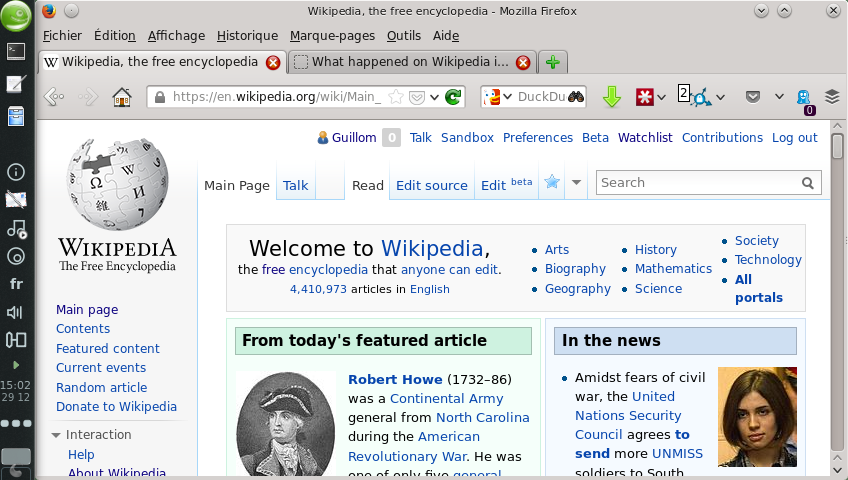 Wikipedia, the free encyclopedia - Mozilla Firefox
Fichier Édition Affichage Historique Marque-pages Outils Aide
W Wikipedia, the free encyclopedia What happened on Wikipedia i...
https://en.wikipedia.org/wiki/Main_ DuckDu 2 0
Guillom 0 Talk Sandbox Preferences Beta Watchlist Contributions Log out
Main Page Talk Read Edit source Edit beta Search
WIKIPEDIA
The Free Encyclopedia
Main page
Contents
Featured content
Current events
Random article
Donate to Wikipedia
Interaction
Help
About Wikipedia
Welcome to Wikipedia,
the free encyclopedia that anyone can edit.
4,410,973 articles in English
Arts
Biography
Geography
History
Mathematics
Science
Society
Technology
All
portals
From today's featured article
Robert Howe (1732–86)
was a Continental Army
general from North Carolina
during the American
Revolutionary War. He was
one of only five general
In the news
Amidst fears of civil
war, the United
Nations Security
Council agrees to
send more UNMISS
soldiers to South
fr
15:02
29 12